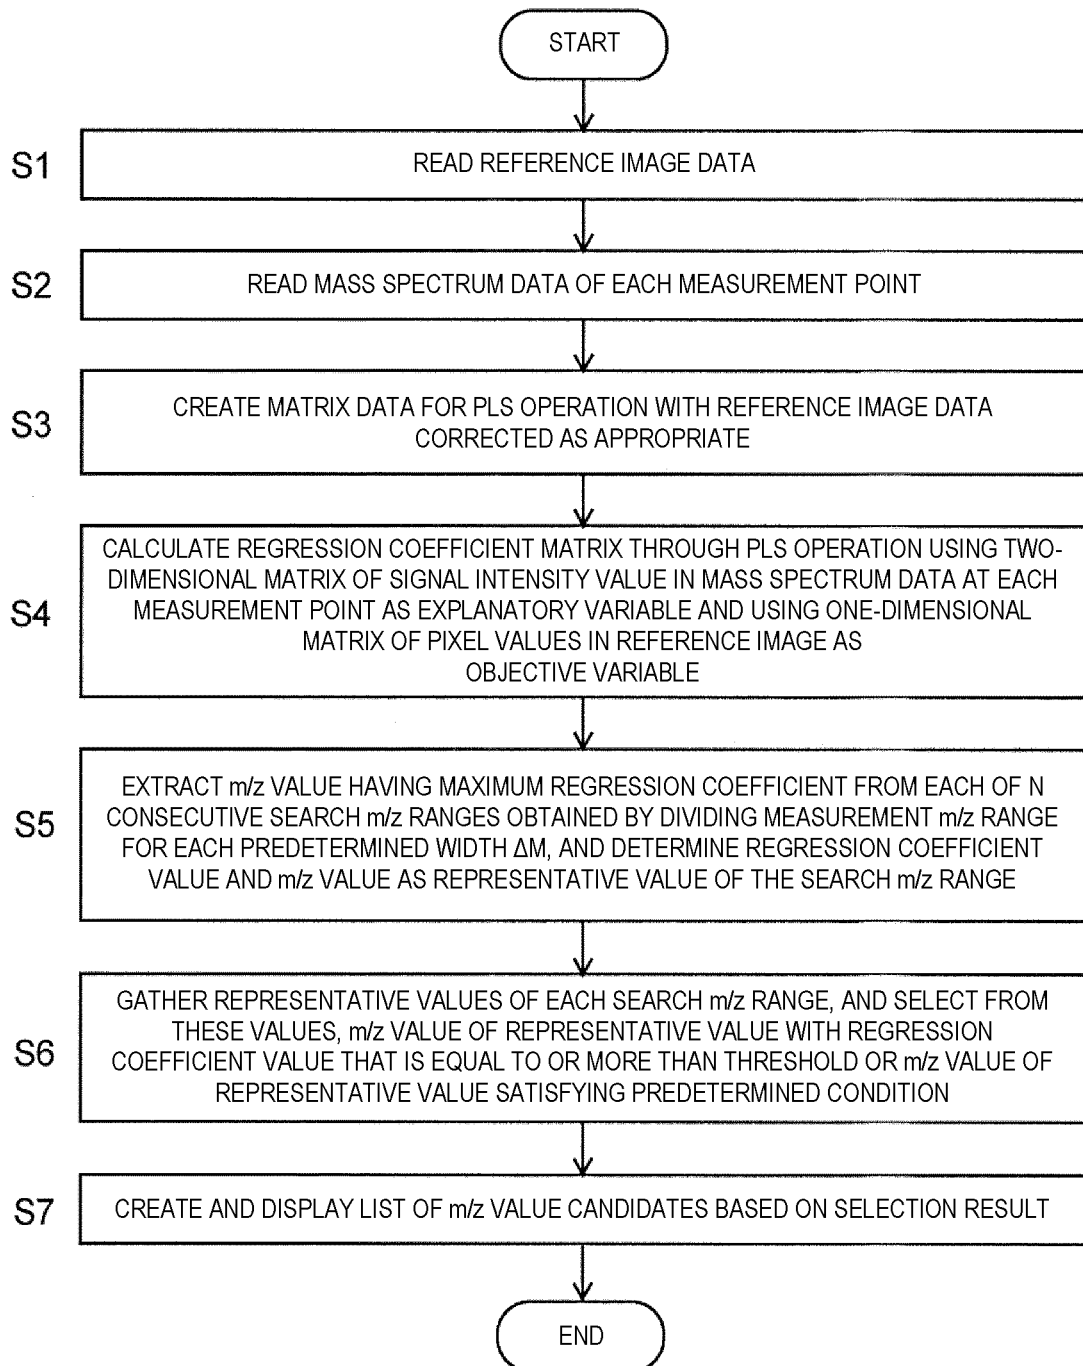 START
S1
READ REFERENCE IMAGE DATA
S2
READ MASS SPECTRUM DATA OF EACH MEASUREMENT POINT
S3
CREATE MATRIX DATA FOR PLS OPERATION WITH REFERENCE IMAGE DATA
CORRECTED AS APPROPRIATE
S4
CALCULATE REGRESSION COEFFICIENT MATRIX THROUGH PLS OPERATION USING TWO-
DIMENSIONAL MATRIX OF SIGNAL INTENSITY VALUE IN MASS SPECTRUM DATA AT EACH
MEASUREMENT POINT AS EXPLANATORY VARIABLE AND USING ONE-DIMENSIONAL
MATRIX OF PIXEL VALUES IN REFERENCE IMAGE AS
OBJECTIVE VARIABLE
S5
EXTRACT m/z VALUE HAVING MAXIMUM REGRESSION COEFFICIENT FROM EACH OF N
CONSECUTIVE SEARCH m/z RANGES OBTAINED BY DIVIDING MEASUREMENT m/z RANGE
FOR EACH PREDETERMINED WIDTH ΔM, AND DETERMINE REGRESSION COEFFICIENT
VALUE AND m/z VALUE AS REPRESENTATIVE VALUE OF THE SEARCH m/z RANGE
S6
GATHER REPRESENTATIVE VALUES OF EACH SEARCH m/z RANGE, AND SELECT FROM
THESE VALUES, m/z VALUE OF REPRESENTATIVE VALUE WITH REGRESSION
COEFFICIENT VALUE THAT IS EQUAL TO OR MORE THAN THRESHOLD OR m/z VALUE OF
REPRESENTATIVE VALUE SATISFYING PREDETERMINED CONDITION
S7
CREATE AND DISPLAY LIST OF m/z VALUE CANDIDATES BASED ON SELECTION RESULT
END